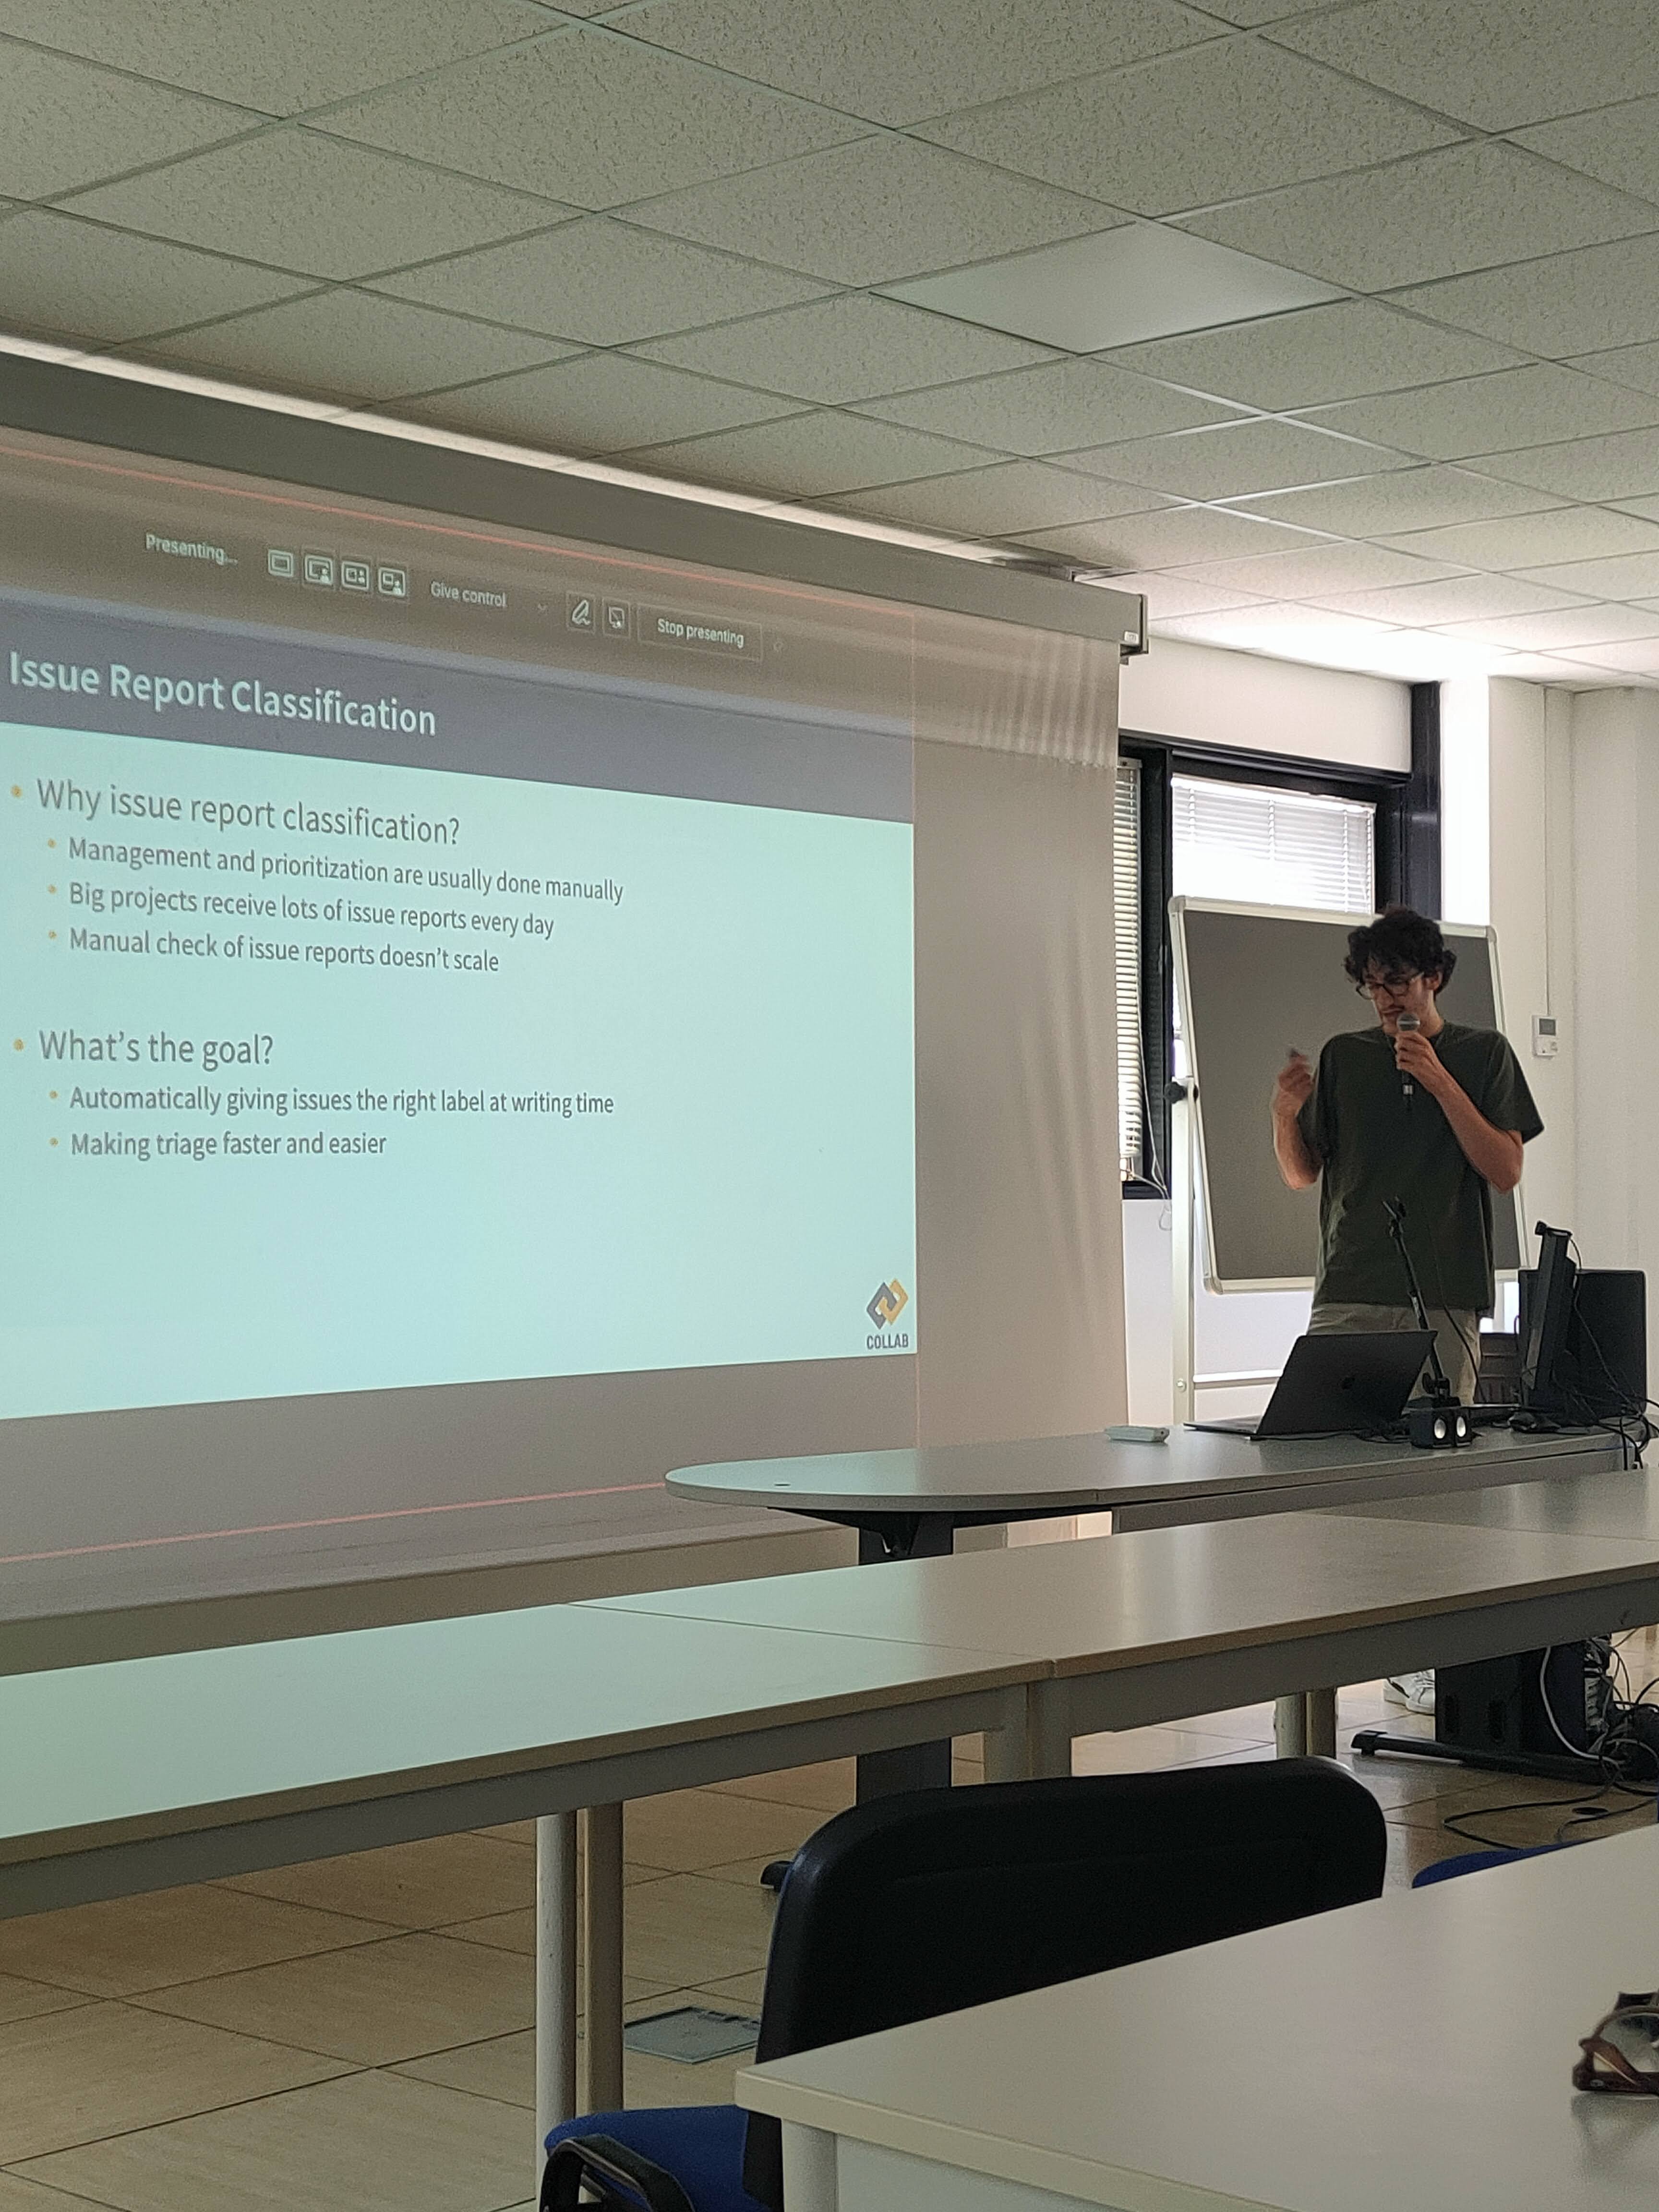 Presenting...
Give control
Stop presenting
Issue Report Classification
Why issue report classification?
Management and prioritization are usually done manually
Big projects receive lots of issue reports every day
Manual check of issue reports doesn't scale
What's the goal?
Automatically giving issues the right label at writing time
Making triage faster and easier
COLLAB